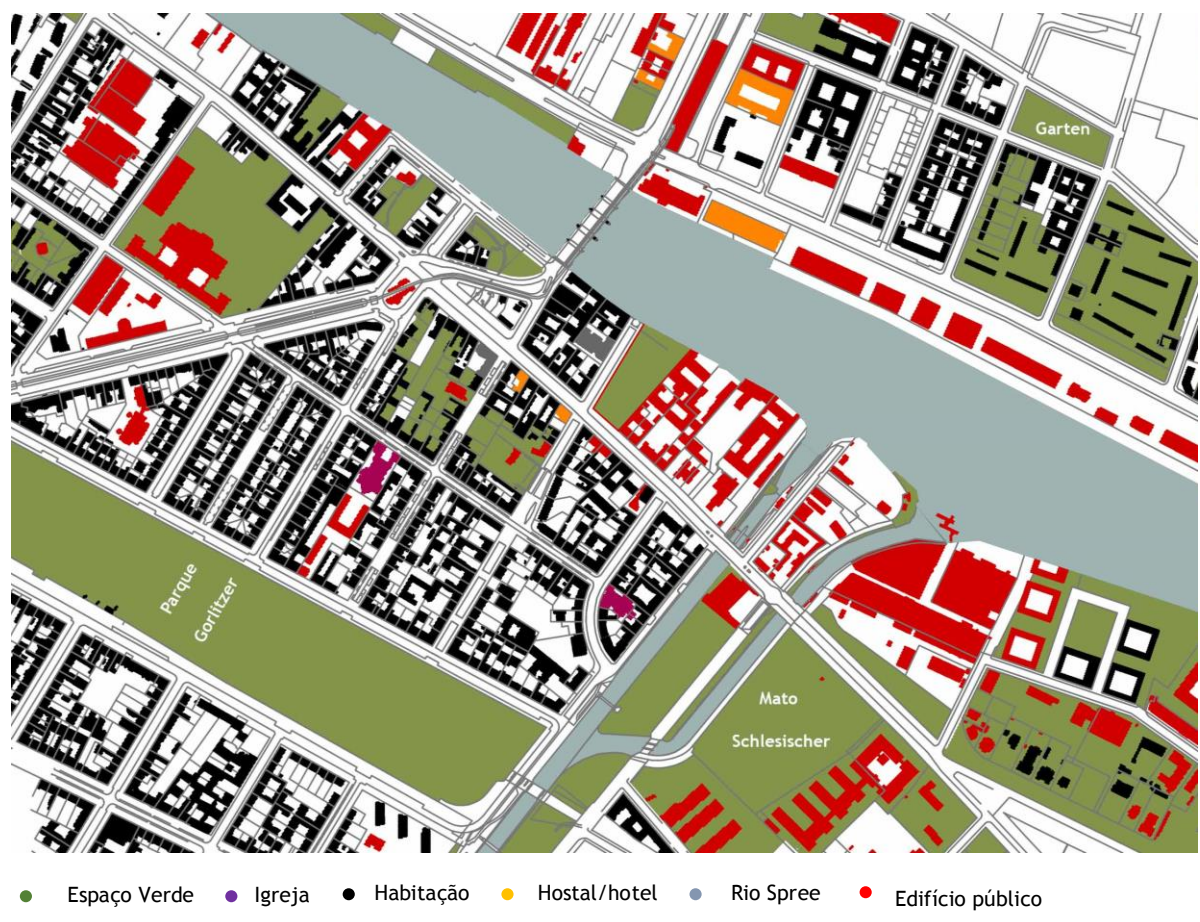 Garten
Parque
Gorlitzer
Mato
Schlesischer
Espaço Verde
Igreja
Habitação
Hostal/hotel
Rio Spree
Edifício público